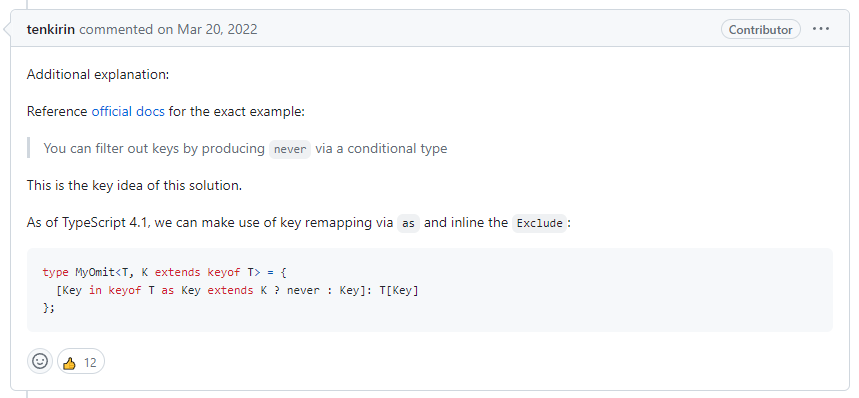 tenkirin commented on Mar 20, 2022
Contributor
Additional explanation:
Reference official docs for the exact example:
You can filter out keys by producing never via a conditional type
This is the key idea of this solution.
As of TypeScript 4.1, we can make use of key remapping via as and inline the Exclude:
type MyOmit<T, K extends keyof T> = {
  [Key in keyof T as Key extends K ? never : Key]: T[Key]
};
12